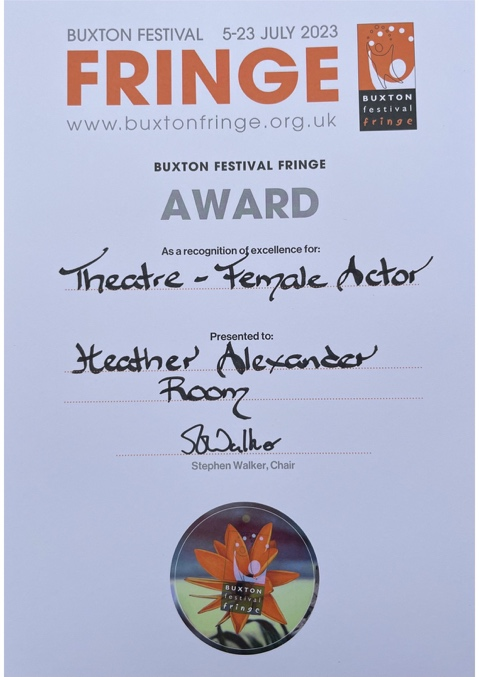 BUXTON FESTIVAL 5-23 JULY 2023
FRINGE
www.buxtonfringe.org.uk
BUXTON
festival
fringe
BUXTON FESTIVAL FRINGE
AWARD
As a recognition of excellence for:
Theatre - Female Actor
Presented to:
Heather Alexander
Room
SWalker
Stephen Walker, Chair
BUXTON
festival
fringe